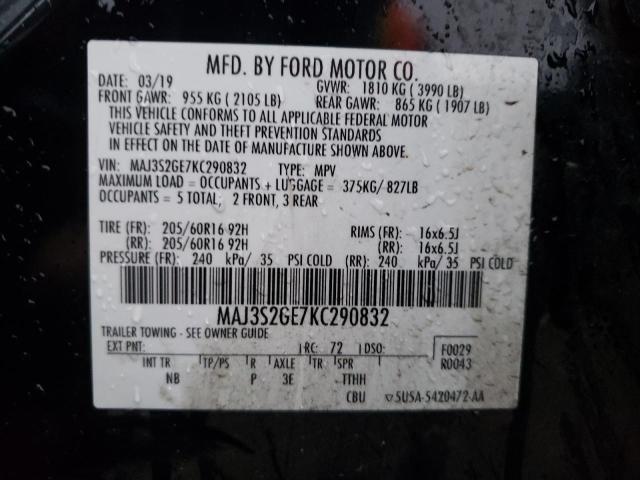 MFD. BY FORD MOTOR CO.
DATE: 03/19 GVWR: 1810 KG ( 3990 LB)
FRONT GAWR: 955 KG ( 2105 LB) REAR GAWR: 865 KG ( 1907 LB)
THIS VEHICLE CONFORMS TO ALL APPLICABLE FEDERAL MOTOR
VEHICLE SAFETY AND THEFT PREVENTION STANDARDS
IN EFFECT ON THE DATE OF MANUFACTURE SHOWN ABOVE.
VIN: MAJ3S2GE7KC290832 TYPE: MPV
MAXIMUM LOAD = OCCUPANTS + LUGGAGE = 375KG/ 827LB
OCCUPANTS = 5 TOTAL; 2 FRONT, 3 REAR
TIRE (FR): 205/60R16 92H RIMS (FR): 16x6.5J
(RR): 205/60R16 92H (RR): 16x6.5J
PRESSURE (FR): 240 kPa/ 35 PSI COLD (RR): 240 kPa/ 35 PSI COLD
MAJ3S2GE7KC290832
TRAILER TOWING - SEE OWNER GUIDE
EXT PNT: RC: 72 DSO: F0029
INT TR TP/PS R AXLE TR SPR R0043
NB P 3E TTHH
CBU 5U5A-5420472-AA